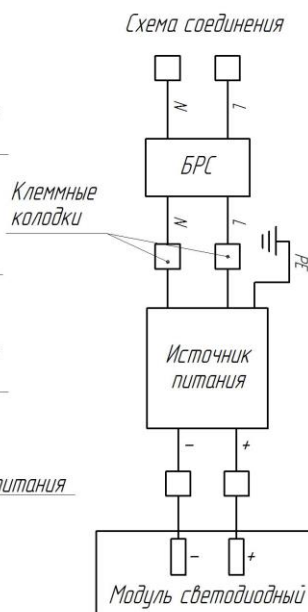 Схема соединения
N L
БРС
Клеммные
колодки
N L
PE
Источник
питания
- +
питания
- +
Модуль светодиодный